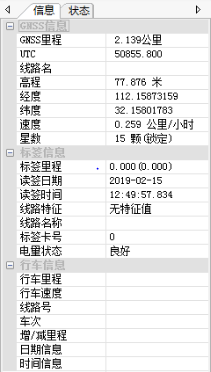 信息 状态
GNSS信息
GNSS里程 2.139公里
UTC 50855.800
线路名
高程 77.876 米
经度 112.15873159
纬度 32.15801783
速度 0.259 公里/小时
星数 15 颗(锁定)
标签信息
标签里程 0.000(0.000)
读签日期 2019-02-15
读签时间 12:49:57.834
线路特征 无特征值
线路名称
标签卡号 0
电量状态 良好
行车信息
行车里程
行车速度
线路号
车次
增/减里程
日期信息
时间信息